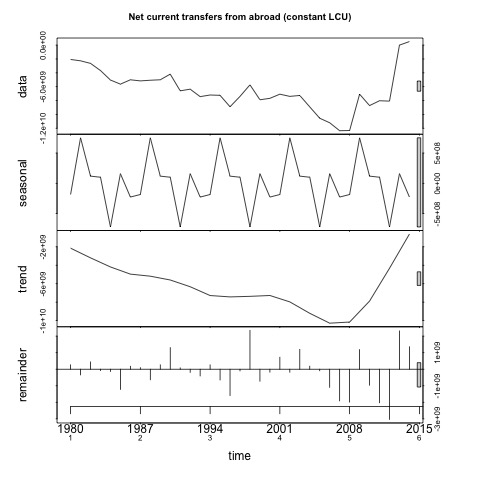 Net current transfers from abroad (constant LCU)
data
0.0e+00
-6.0e+09
-1.2e+10
seasonal
5e+08
0e+00
-5e+08
trend
-2e+09
-6e+09
-1e+10
remainder
1e+09
-1e+09
-3e+09
1980 1987 1994 2001 2008 2015
1 2 3 4 5 6
time